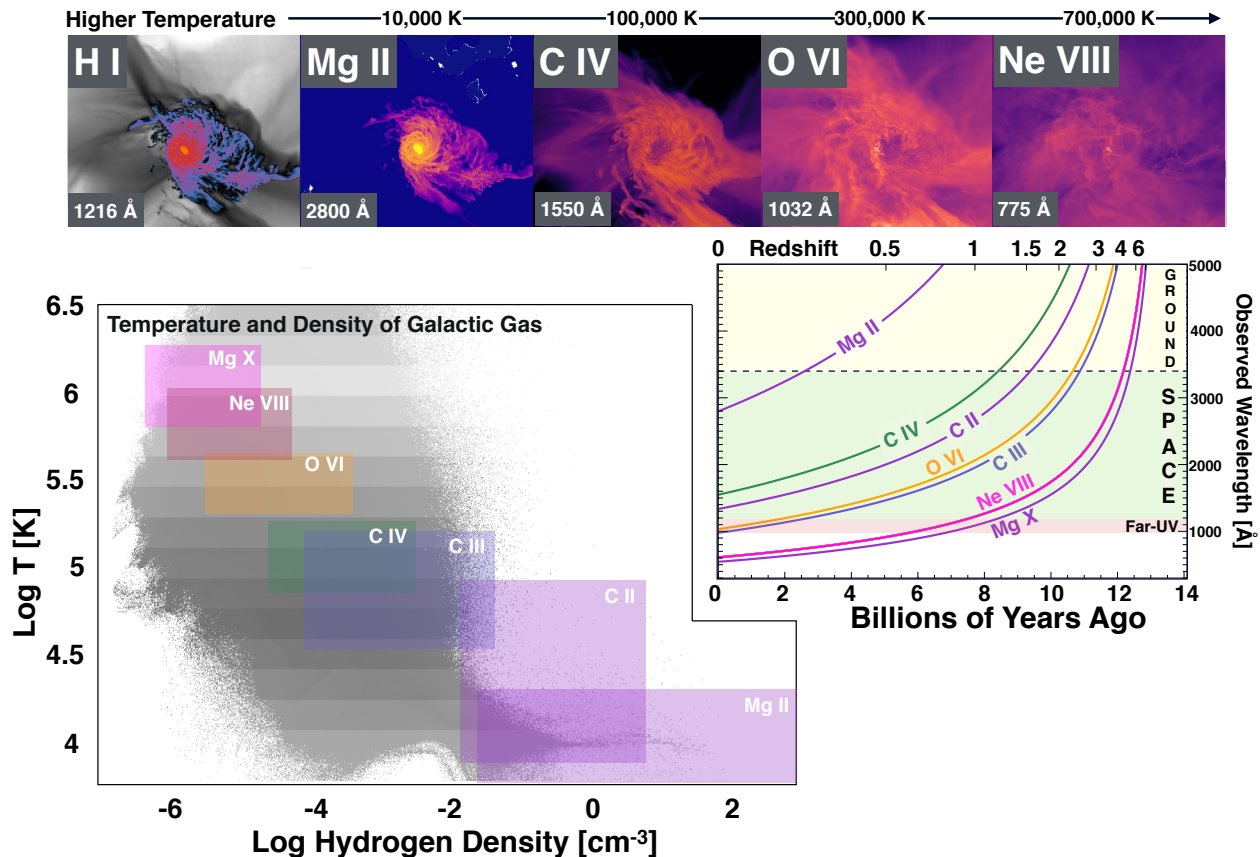 Higher Temperature 10,000 K 100,000 K 300,000 K 700,000 K
H I Mg II C IV O VI Ne VIII
1216 Å 2800 Å 1550 Å 1032 Å 775 Å
Temperature and Density of Galactic Gas
Mg X
Ne VIII
O VI
C IV
C III
C II
Mg II
6.5
6
5.5
5
4.5
4
Log T [K]
-6 -4 -2 0 2
Log Hydrogen Density [cm-3]
0 Redshift 0.5 1 1.5 2 3 4 6
GROUND
SPACE
Far-UV
Mg II
C IV
C II
O VI
C III
Ne VIII
Mg X
5000
4000
3000
2000
1000
Observed Wavelength [Å]
0 2 4 6 8 10 12 14
Billions of Years Ago